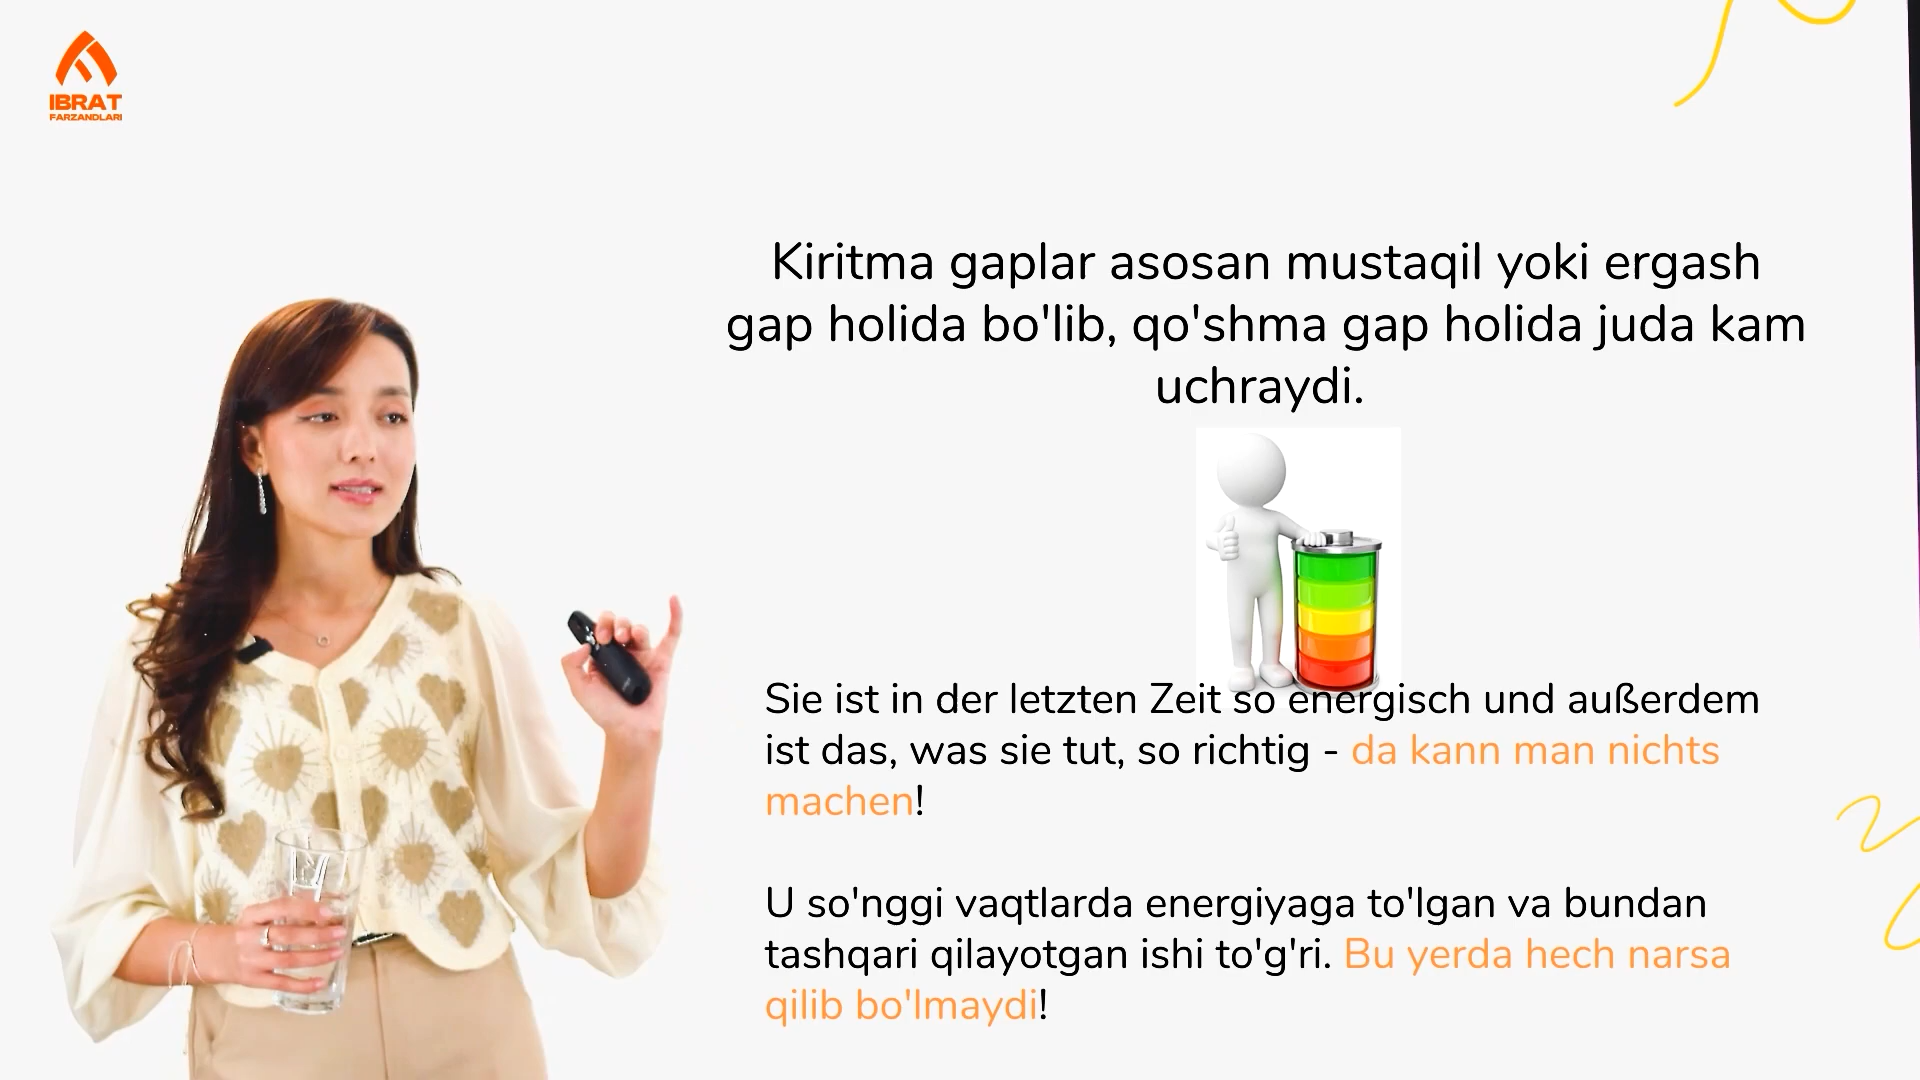 IBRAT
FARZANDLARI
Kiritma gaplar asosan mustaqil yoki ergash
gap holida bo'lib, qo'shma gap holida juda kam
uchraydi.
Sie ist in der letzten Zeit so energisch und außerdem
ist das, was sie tut, so richtig - da kann man nichts
machen!
U so'nggi vaqtlarda energiyaga to'lgan va bundan
tashqari qilayotgan ishi to'g'ri. Bu yerda hech narsa
qilib bo'lmaydi!